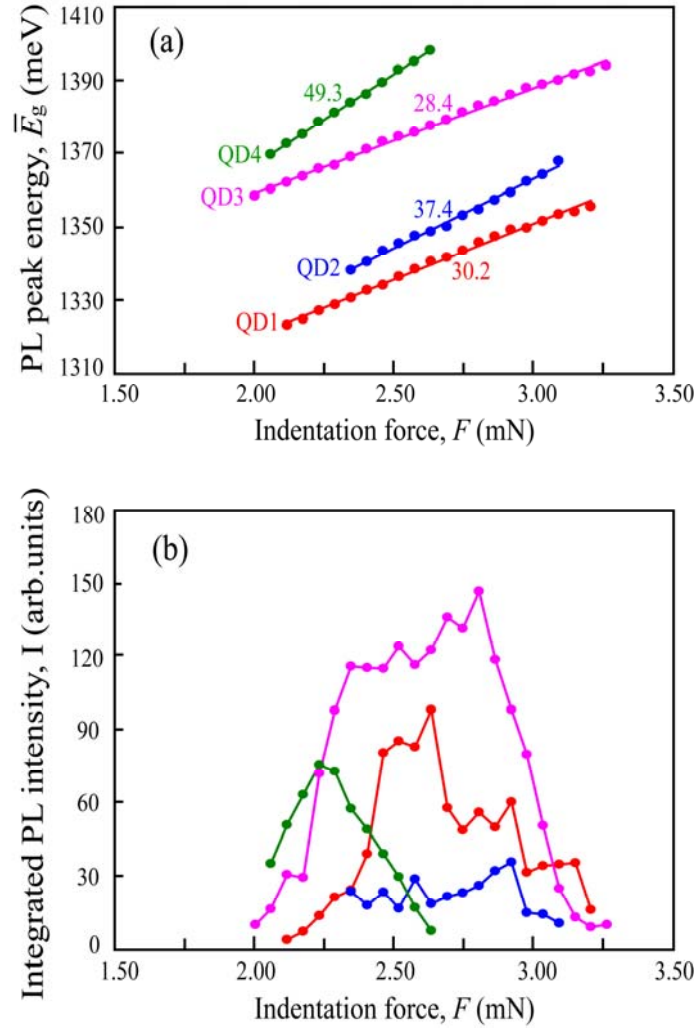 (a)
PL peak energy, E̅g (meV)
1410
1390
1370
1350
1330
1310
49.3
28.4
QD4
QD3
37.4
QD2
30.2
QD1
1.50 2.00 2.50 3.00 3.50
Indentation force, F (mN)
(b)
Integrated PL intensity, I (arb.units)
180
150
120
90
60
30
0
1.50 2.00 2.50 3.00 3.50
Indentation force, F (mN)